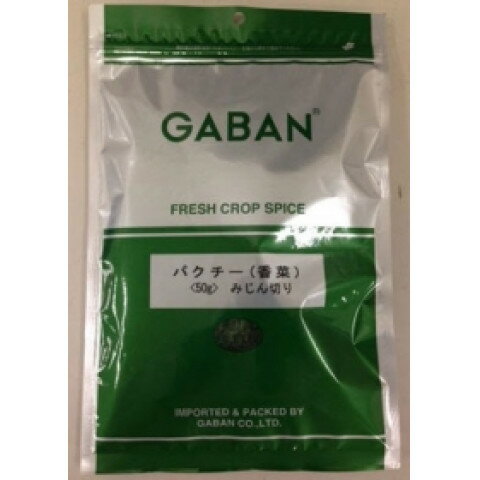 GABAN®
FRESH CROP SPICE
パクチー(香菜)
〈50g〉 みじん切り
IMPORTED & PACKED BY
GABAN CO.,LTD.